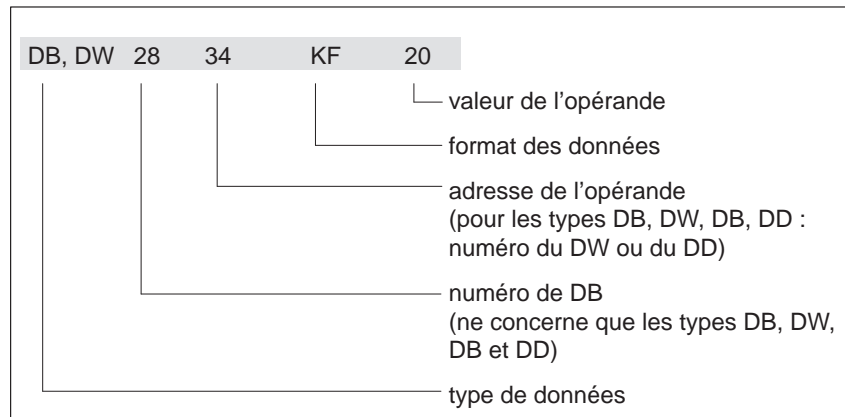 DB, DW 28 34 KF 20
valeur de l’opérande
format des données
adresse de l’opérande
(pour les types DB, DW, DB, DD :
numéro du DW ou du DD)
numéro de DB
(ne concerne que les types DB, DW,
DB et DD)
type de données